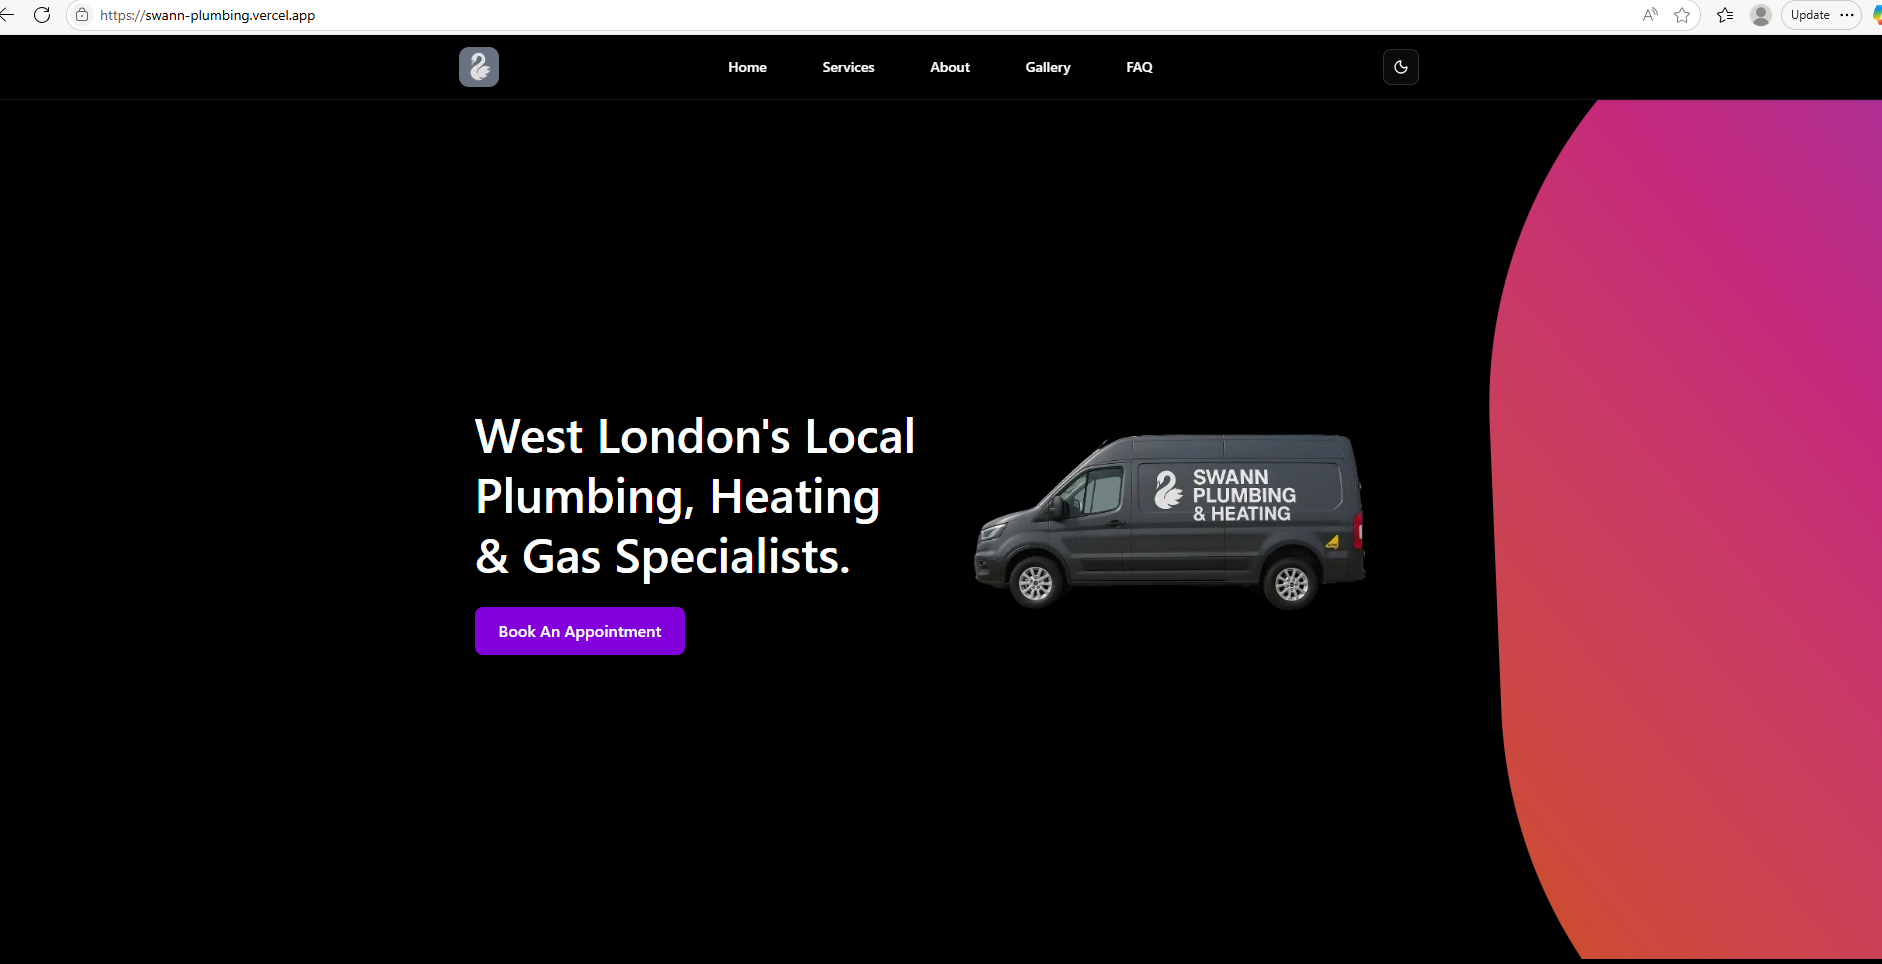 https://swann-plumbing.vercel.app
Update
Home
Services
About
Gallery
FAQ
West London's Local
Plumbing, Heating
& Gas Specialists.
Book An Appointment
SWANN
PLUMBING
& HEATING